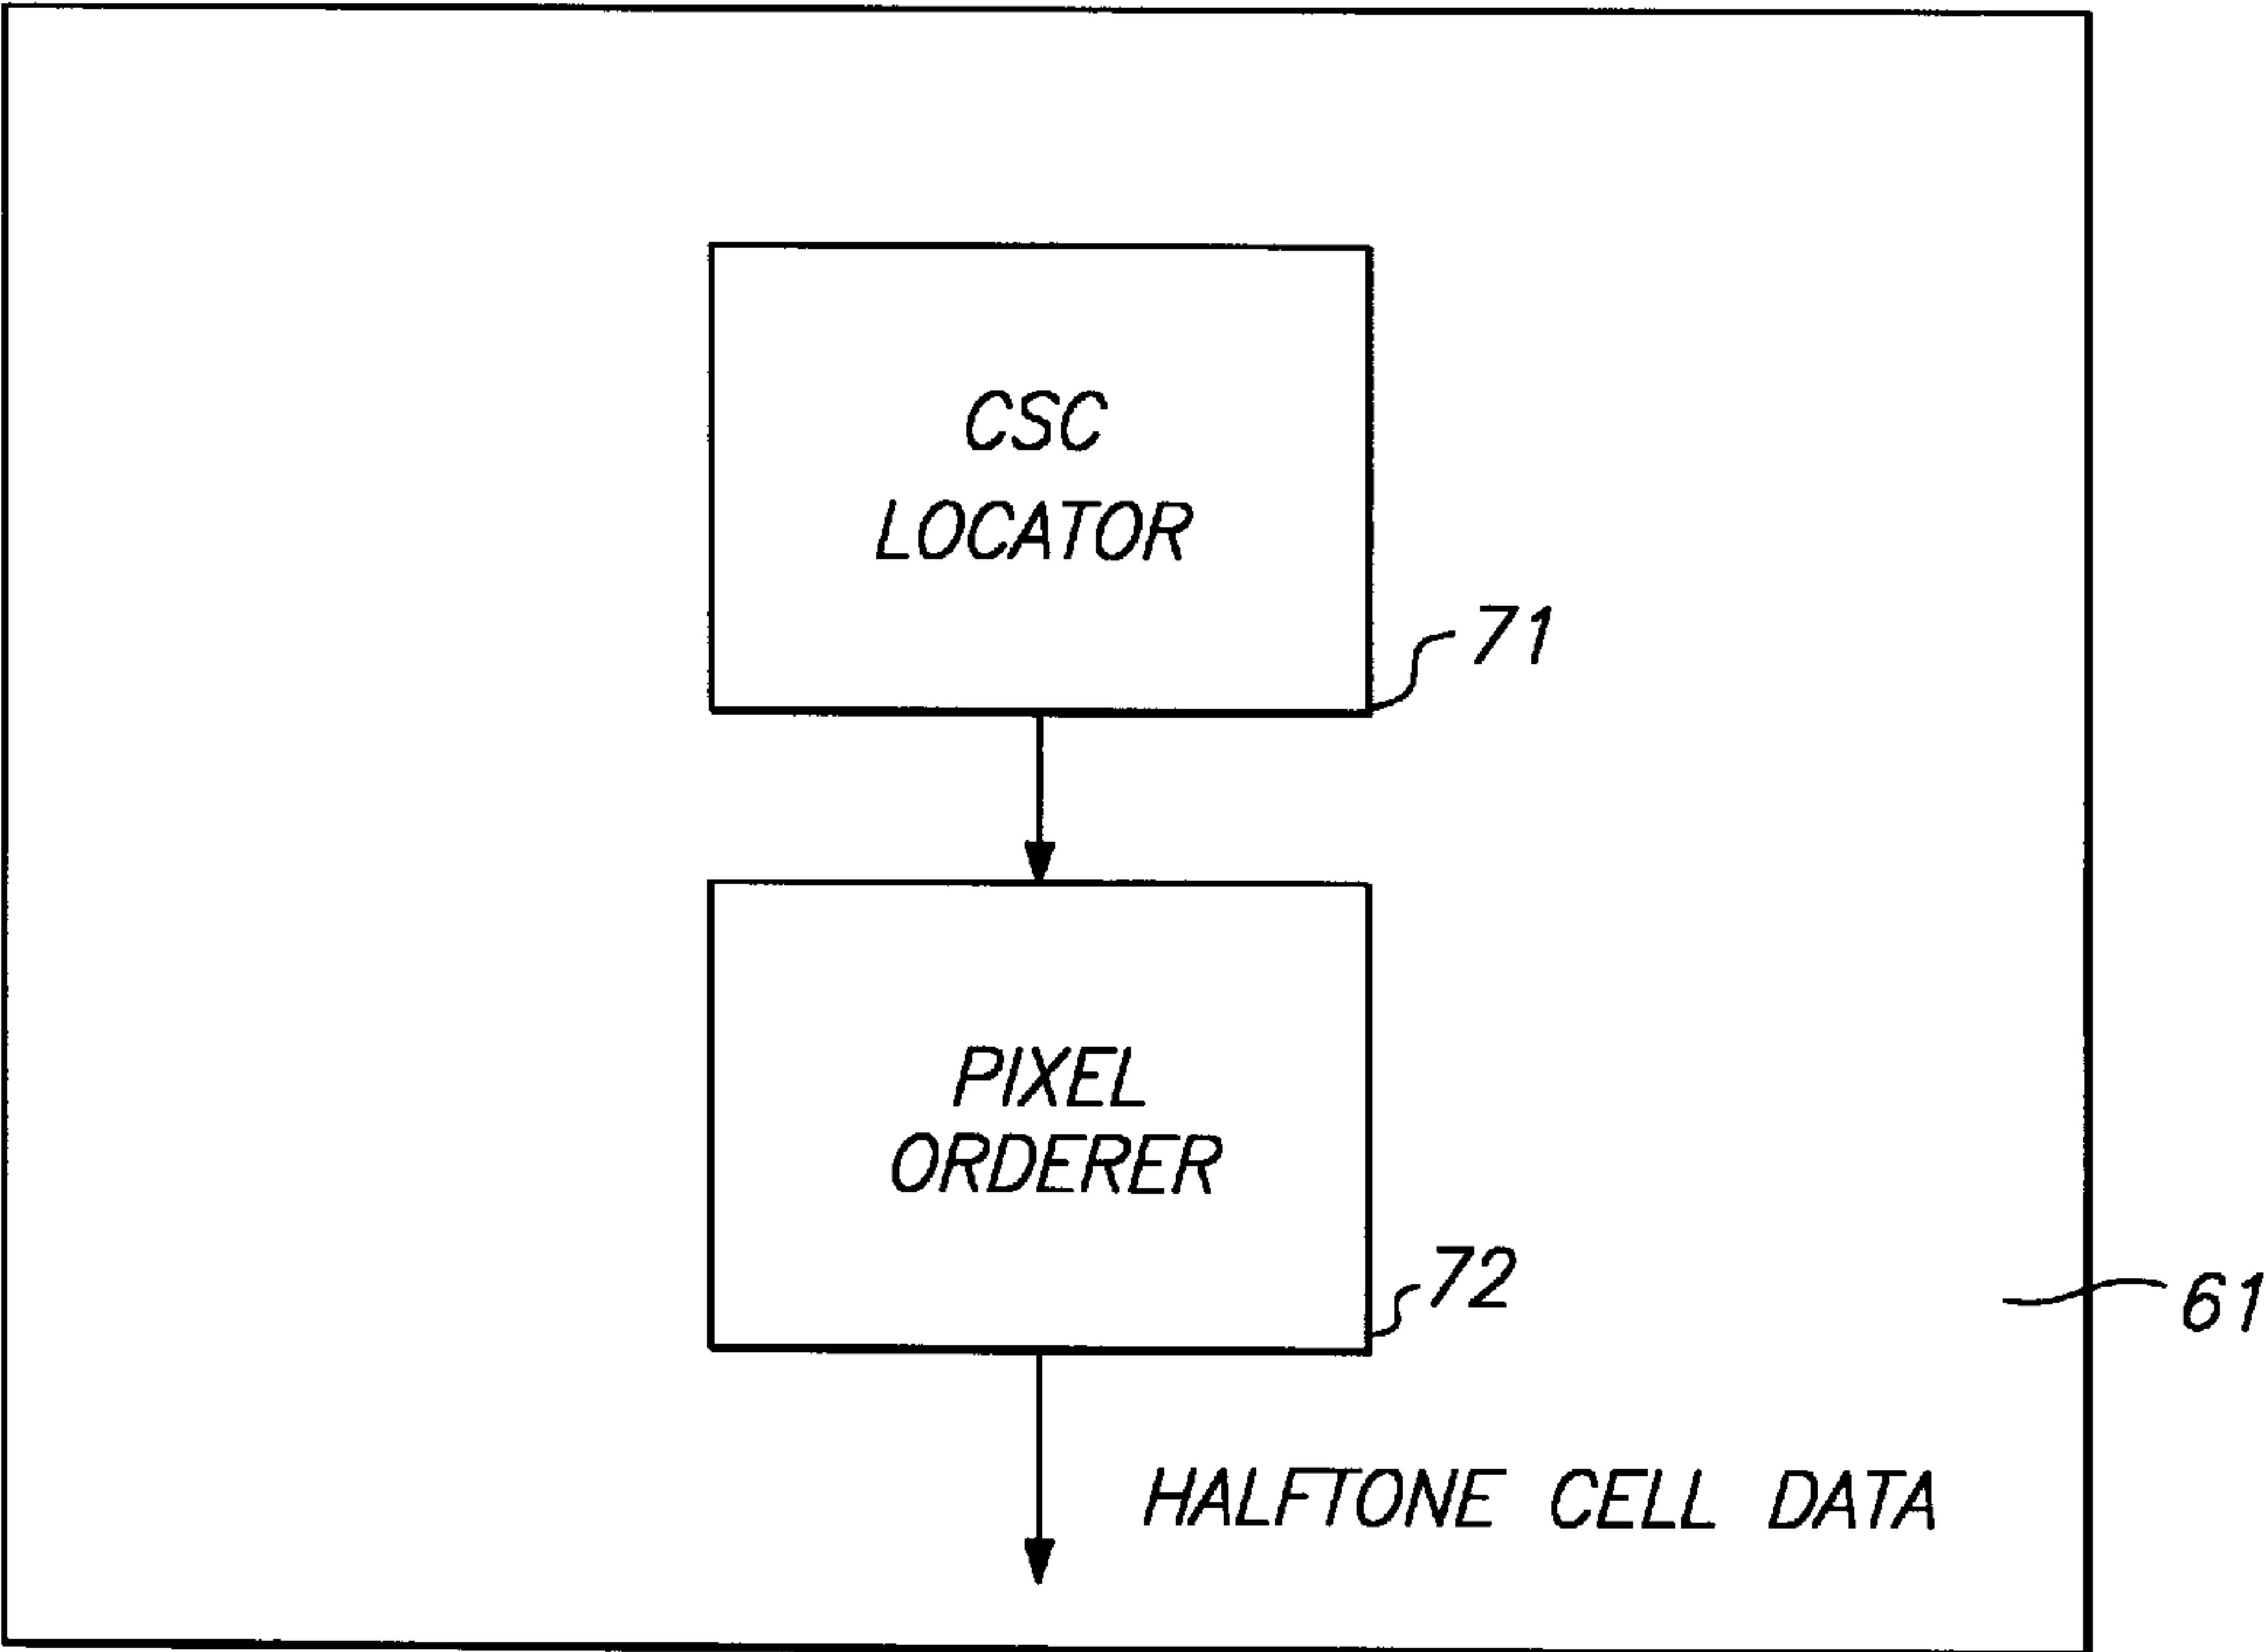 CSC
LOCATOR
71
PIXEL
ORDERER
72
61
HALFTONE CELL DATA